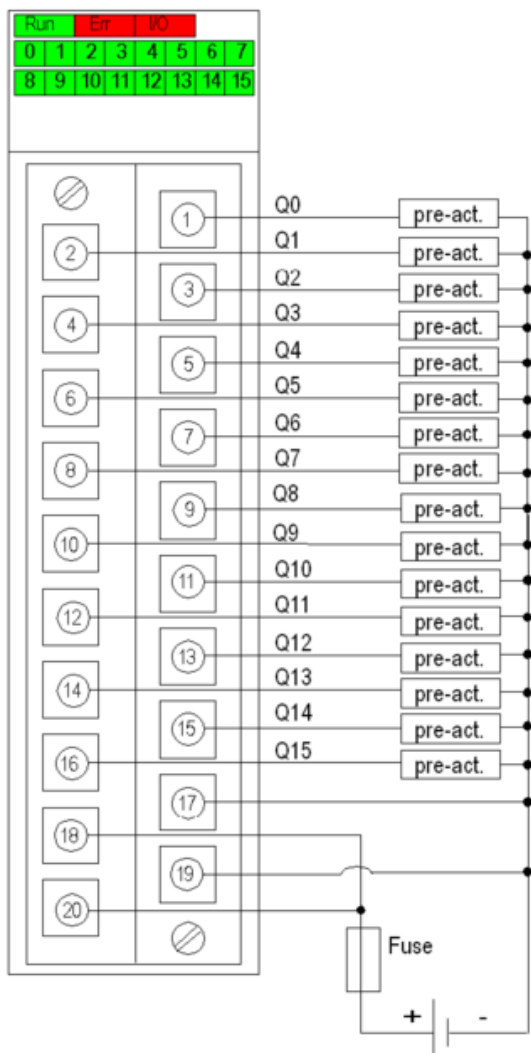 Run Err I/O
0 1 2 3 4 5 6 7
8 9 10 11 12 13 14 15
1 Q0 pre-act.
2 Q1 pre-act.
3 Q2 pre-act.
4 Q3 pre-act.
5 Q4 pre-act.
6 Q5 pre-act.
7 Q6 pre-act.
8 Q7 pre-act.
9 Q8 pre-act.
10 Q9 pre-act.
11 Q10 pre-act.
12 Q11 pre-act.
13 Q12 pre-act.
14 Q13 pre-act.
15 Q14 pre-act.
16 Q15 pre-act.
17
18
19
20
Fuse
+ -